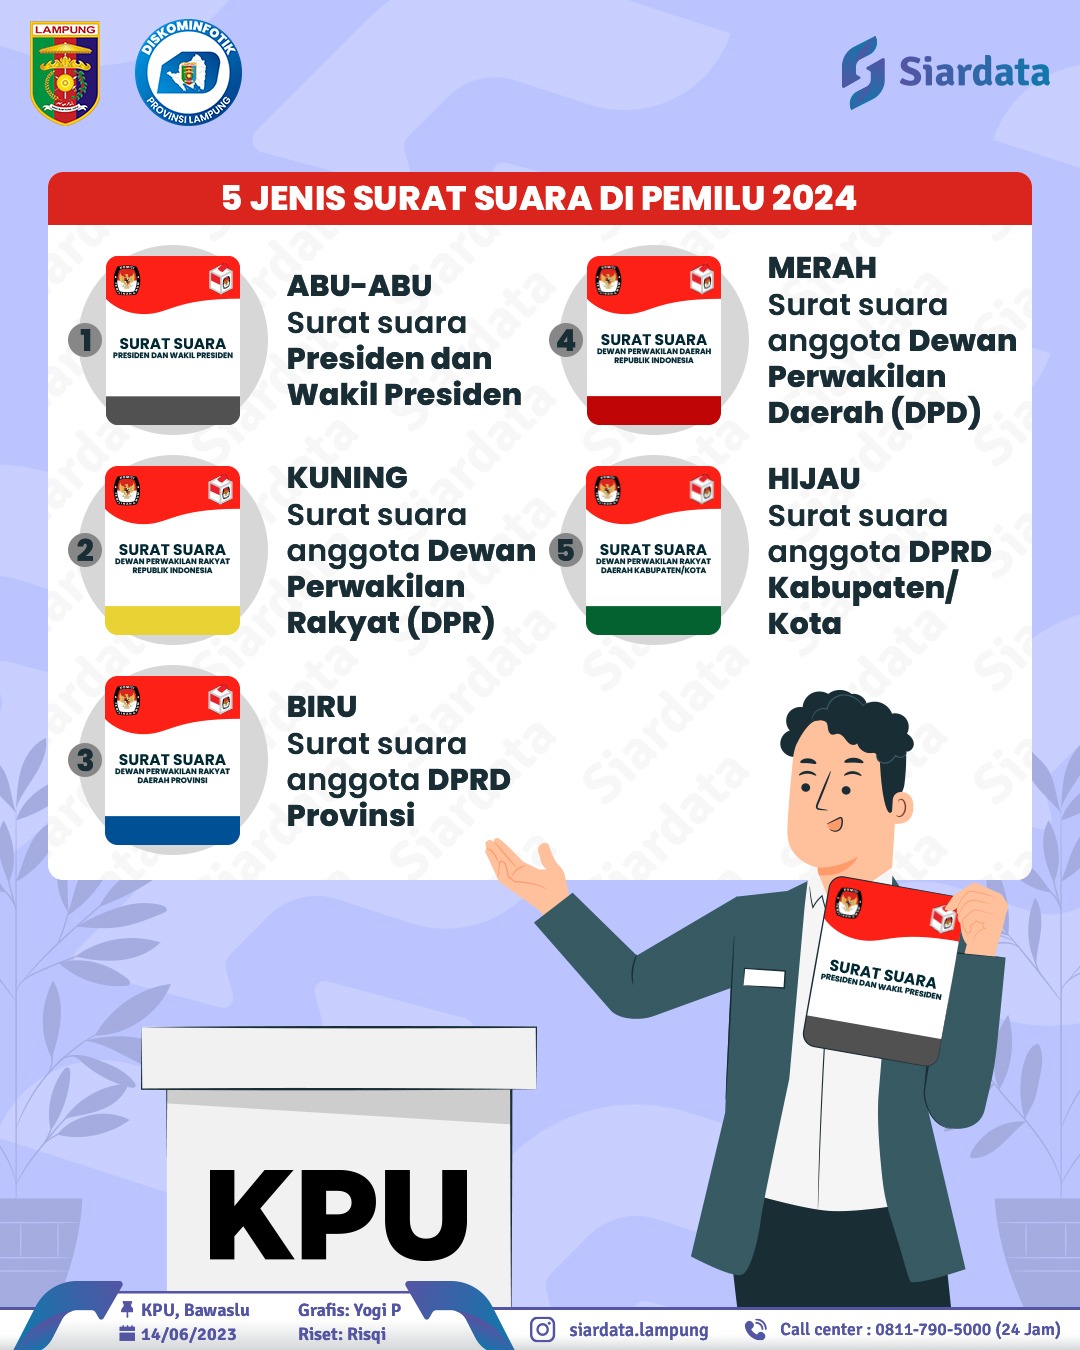 LAMPUNG
DISKOMINFOTIK
PROVINSI LAMPUNG
Siardata
5 JENIS SURAT SUARA DI PEMILU 2024
1
SURAT SUARA
PRESIDEN DAN WAKIL PRESIDEN
ABU-ABU
Surat suara
Presiden dan
Wakil Presiden
2
SURAT SUARA
DEWAN PERWAKILAN RAKYAT
REPUBLIK INDONESIA
KUNING
Surat suara
anggota Dewan
Perwakilan
Rakyat (DPR)
3
SURAT SUARA
DEWAN PERWAKILAN RAKYAT
DAERAH PROVINSI
BIRU
Surat suara
anggota DPRD
Provinsi
4
SURAT SUARA
DEWAN PERWAKILAN DAERAH
REPUBLIK INDONESIA
MERAH
Surat suara
anggota Dewan
Perwakilan
Daerah (DPD)
5
SURAT SUARA
DEWAN PERWAKILAN RAKYAT
DAERAH KABUPATEN/KOTA
HIJAU
Surat suara
anggota DPRD
Kabupaten/
Kota
SURAT SUARA
PRESIDEN DAN WAKIL PRESIDEN
KPU
KPU, Bawaslu
14/06/2023
Grafis: Yogi P
Riset: Risqi
siardata.lampung
Call center : 0811-790-5000 (24 Jam)